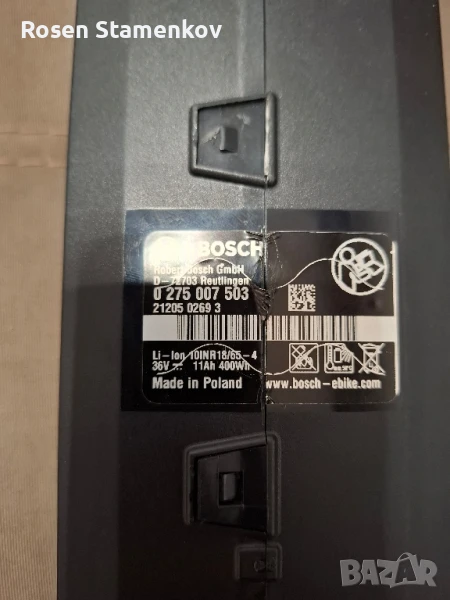 Rosen Stamenkov
BOSCH
Robert Bosch GmbH
D-72703 Reutlingen
0 275 007 503
21205 0269 3
Li-Ion 10INR18/65-4
36V 11Ah 400Wh
Made in Poland
www.bosch-ebike.com
BAZAR